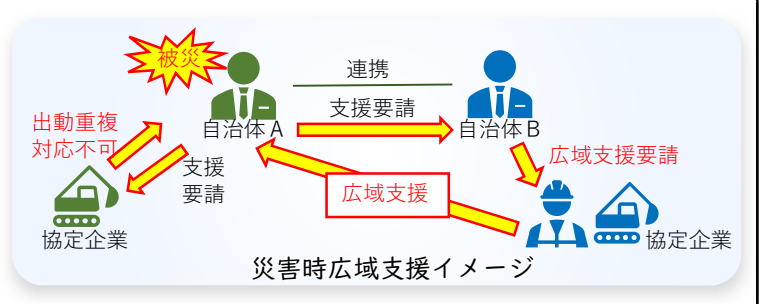 被災
連携
支援要請
自治体A
自治体B
出動重複
対応不可
支援
要請
広域支援要請
広域支援
協定企業
協定企業
災害時広域支援イメージ